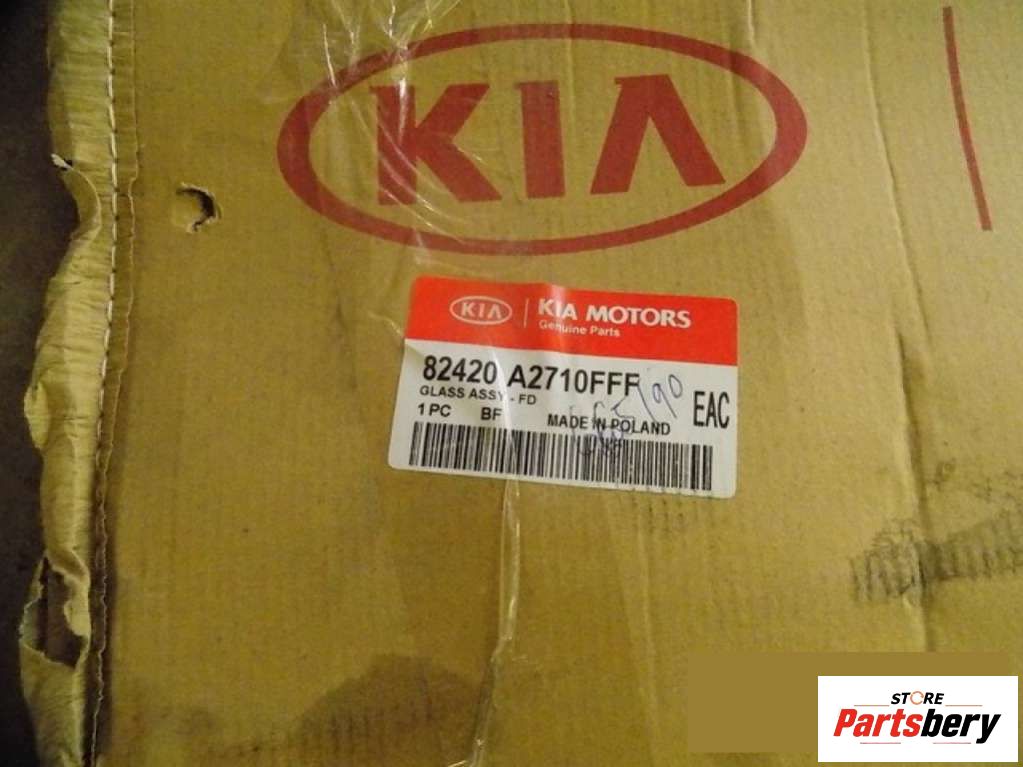 KIA
KIA KIA MOTORS
Genuine Parts
82420 A2710FFF
GLASS ASSY - FD
1 PC BF MADE IN POLAND EAC
STORE
Partsbery